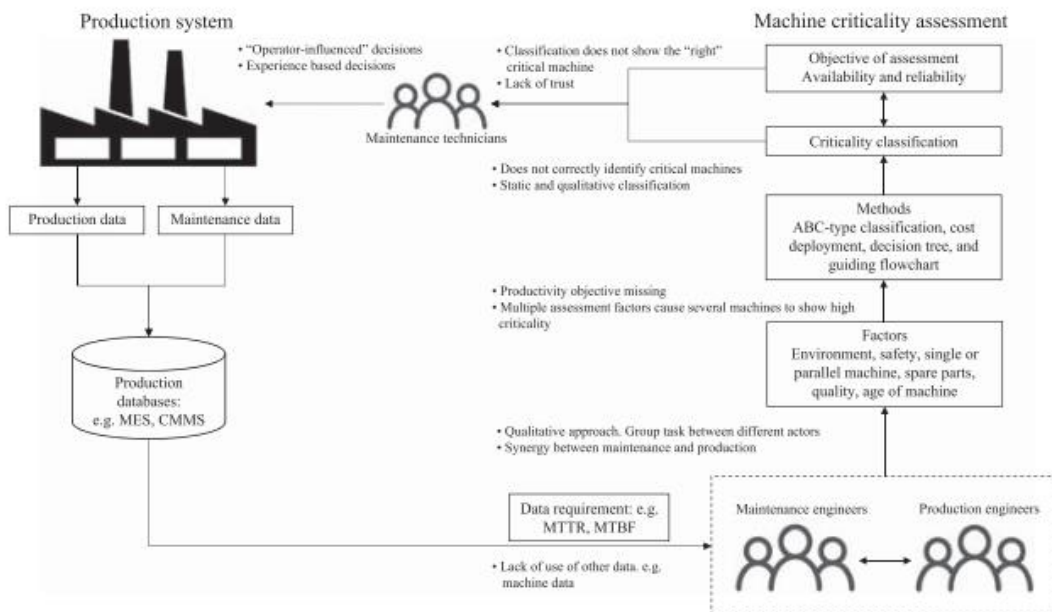 Production system
Machine criticality assessment
• “Operator-influenced” decisions
• Experience based decisions
• Classification does not show the “right”
critical machine
• Lack of trust
Objective of assessment
Availability and reliability
Maintenance technicians
Criticality classification
• Does not correctly identify critical machines
• Static and qualitative classification
Production data
Maintenance data
Methods
ABC-type classification, cost
deployment, decision tree, and
guiding flowchart
• Productivity objective missing
• Multiple assessment factors cause several machines to show high
criticality
Factors
Environment, safety, single or
parallel machine, spare parts,
quality, age of machine
Production
databases:
e.g. MES, CMMS
• Qualitative approach. Group task between different actors
• Synergy between maintenance and production
Data requirement: e.g.
MTTR, MTBF
Maintenance engineers
Production engineers
• Lack of use of other data. e.g.
machine data